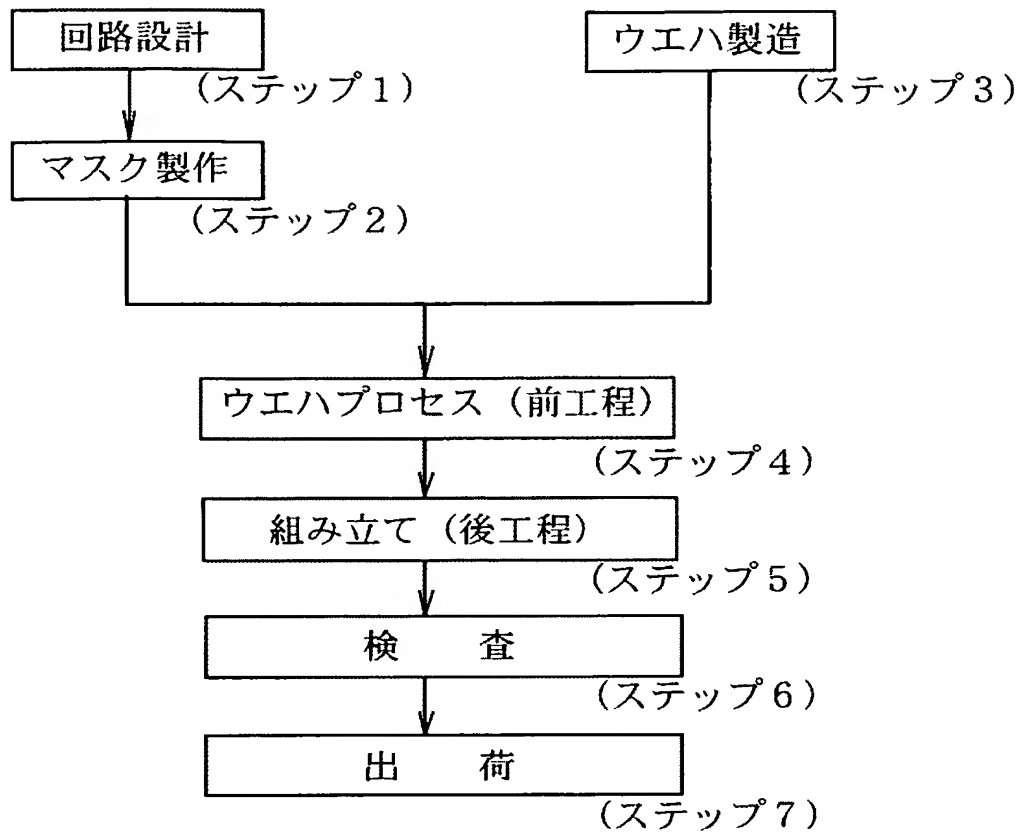 回路設計
(ステップ1)
マスク製作
(ステップ2)
ウエハ製造
(ステップ3)
ウエハプロセス(前工程)
(ステップ4)
組み立て(後工程)
(ステップ5)
検 査
(ステップ6)
出 荷
(ステップ7)